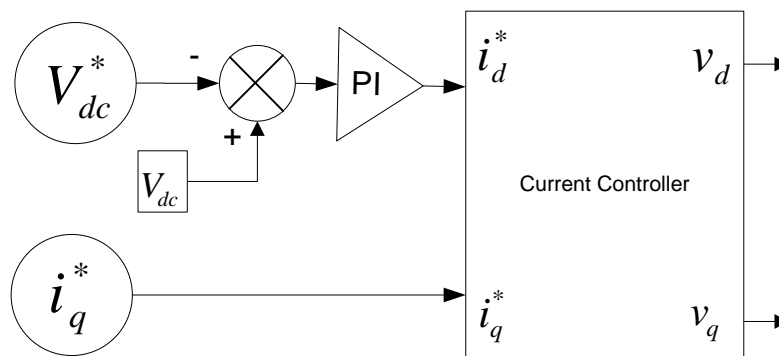 V*dc
-
PI
i*d
vd
+
Vdc
Current Controller
i*q
i*q
vq